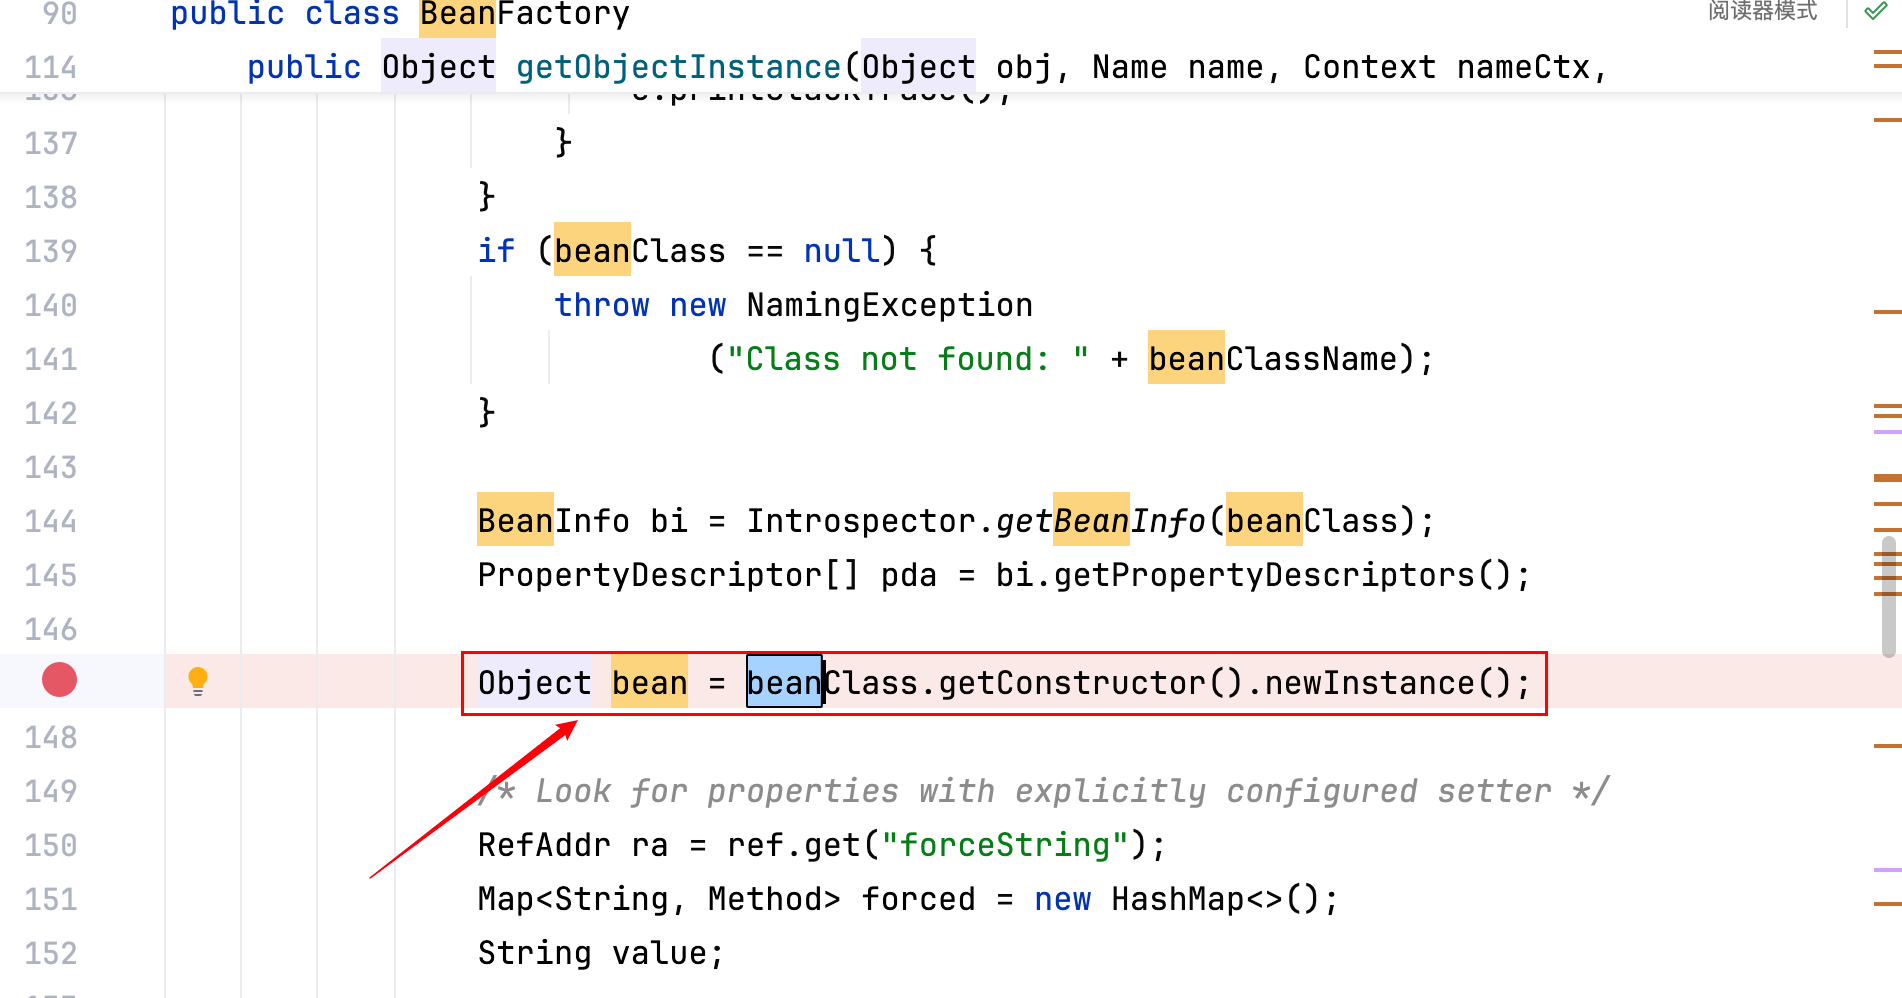 90 public class BeanFactory
阅读器模式
114 public Object getObjectInstance(Object obj, Name name, Context nameCtx,
137 }
138 }
139 if (beanClass == null) {
140 throw new NamingException
141 ("Class not found: " + beanClassName);
142 }
143
144 BeanInfo bi = Introspector.getBeanInfo(beanClass);
145 PropertyDescriptor[] pda = bi.getPropertyDescriptors();
146
Object bean = beanClass.getConstructor().newInstance();
148
149 /* Look for properties with explicitly configured setter */
150 RefAddr ra = ref.get("forceString");
151 Map<String, Method> forced = new HashMap<>();
152 String value;